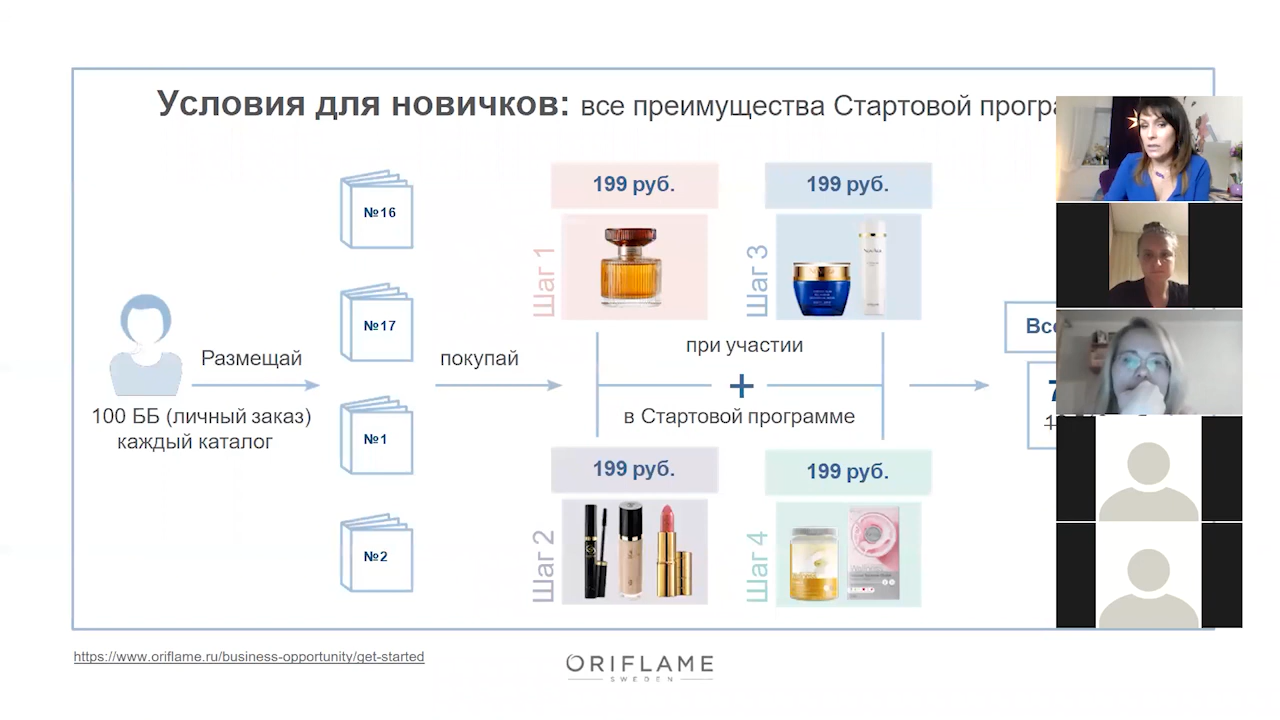 Условия для новичков: все преимущества Стартовой
№16
№17
№1
№2
Размещай
100 ББ (личный заказ)
каждый каталог
покупай
199 руб.
Шаг 1
199 руб.
Шаг 3
при участии
+
в Стартовой программе
199 руб.
Шаг 2
199 руб.
Шаг 4
https://www.oriflame.ru/business-opportunity/get-started
ORIFLAME
SWEDEN